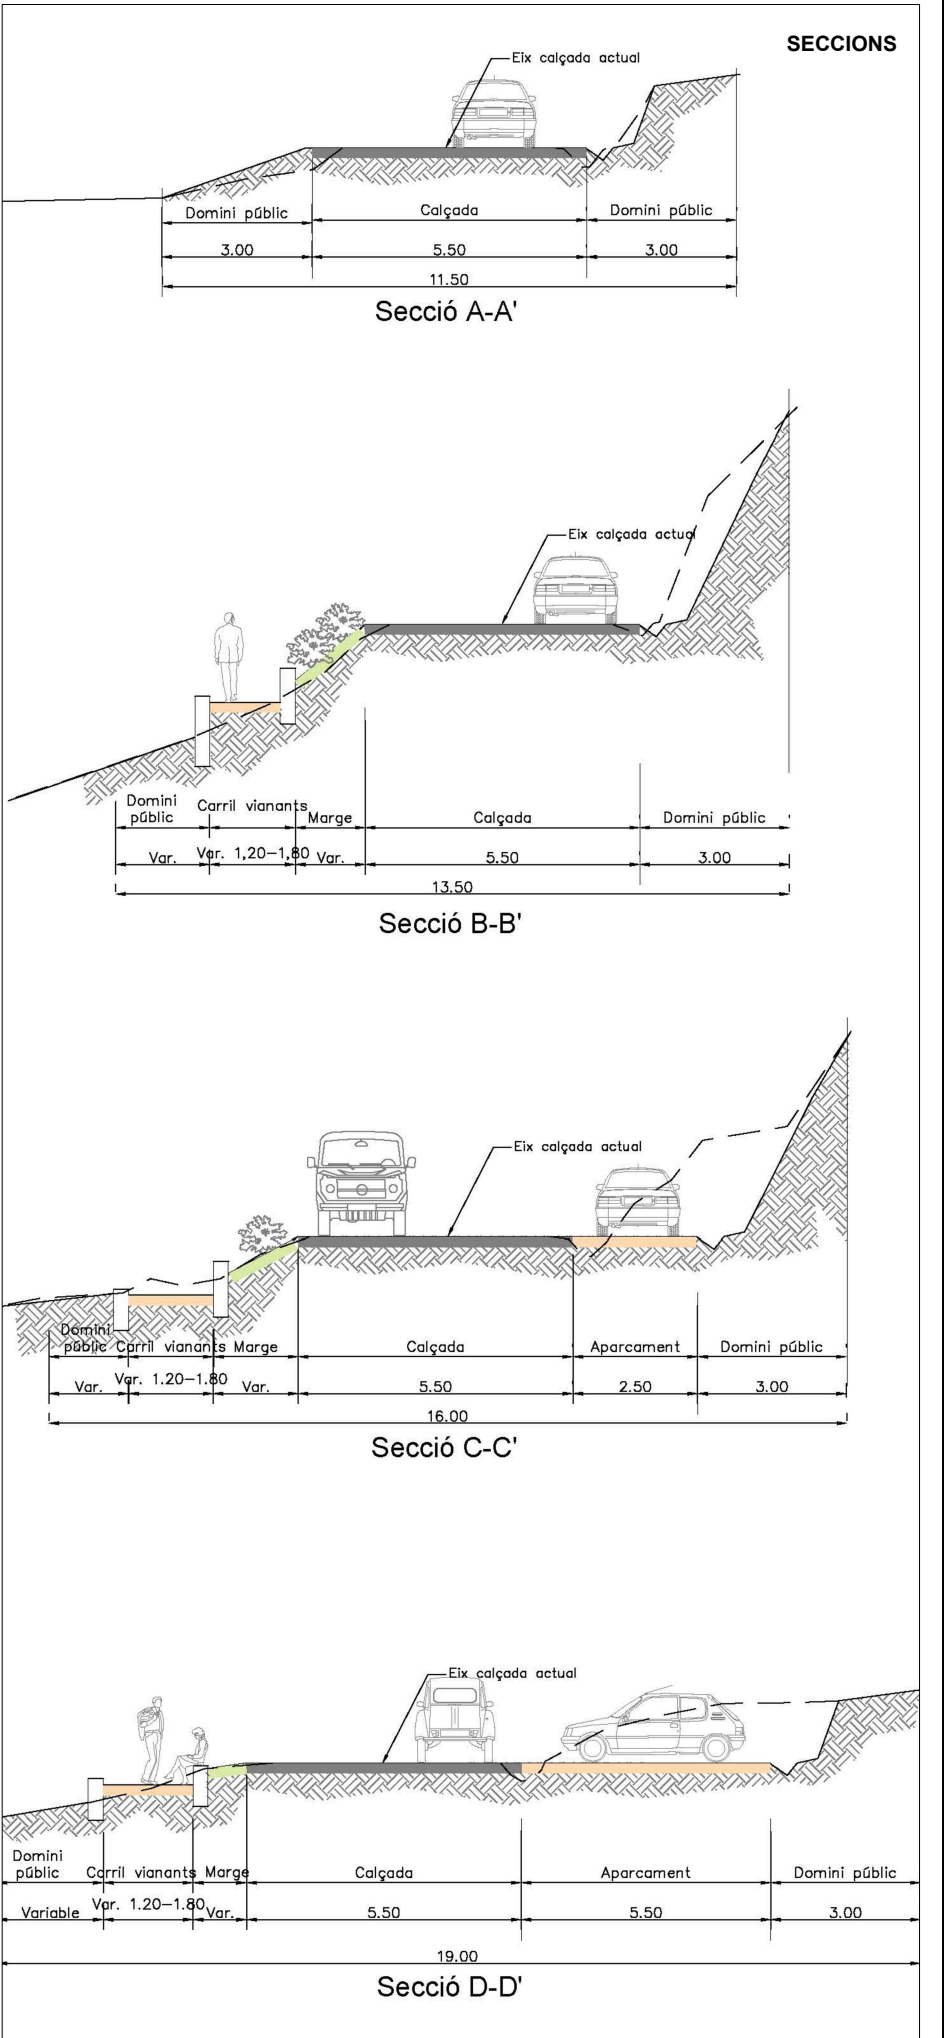 SECCIONS
Eix calçada actual
Domini públic Calçada Domini públic
3.00 5.50 3.00
11.50
Secció A-A'
Eix calçada actual
Domini
públic
Carril vianants
Marge
Calçada
Domini públic
Var.
Var. 1,20-1,80
Var.
5.50
3.00
13.50
Secció B-B'
Eix calçada actual
Domini
públic
Carril vianants
Marge
Calçada
Aparcament
Domini públic
Var.
Var. 1.20-1.80
Var.
5.50
2.50
3.00
16.00
Secció C-C'
Eix calçada actual
Domini
públic
Carril vianants
Marge
Calçada
Aparcament
Domini públic
Variable
Var. 1.20-1.80
Var.
5.50
5.50
3.00
19.00
Secció D-D'